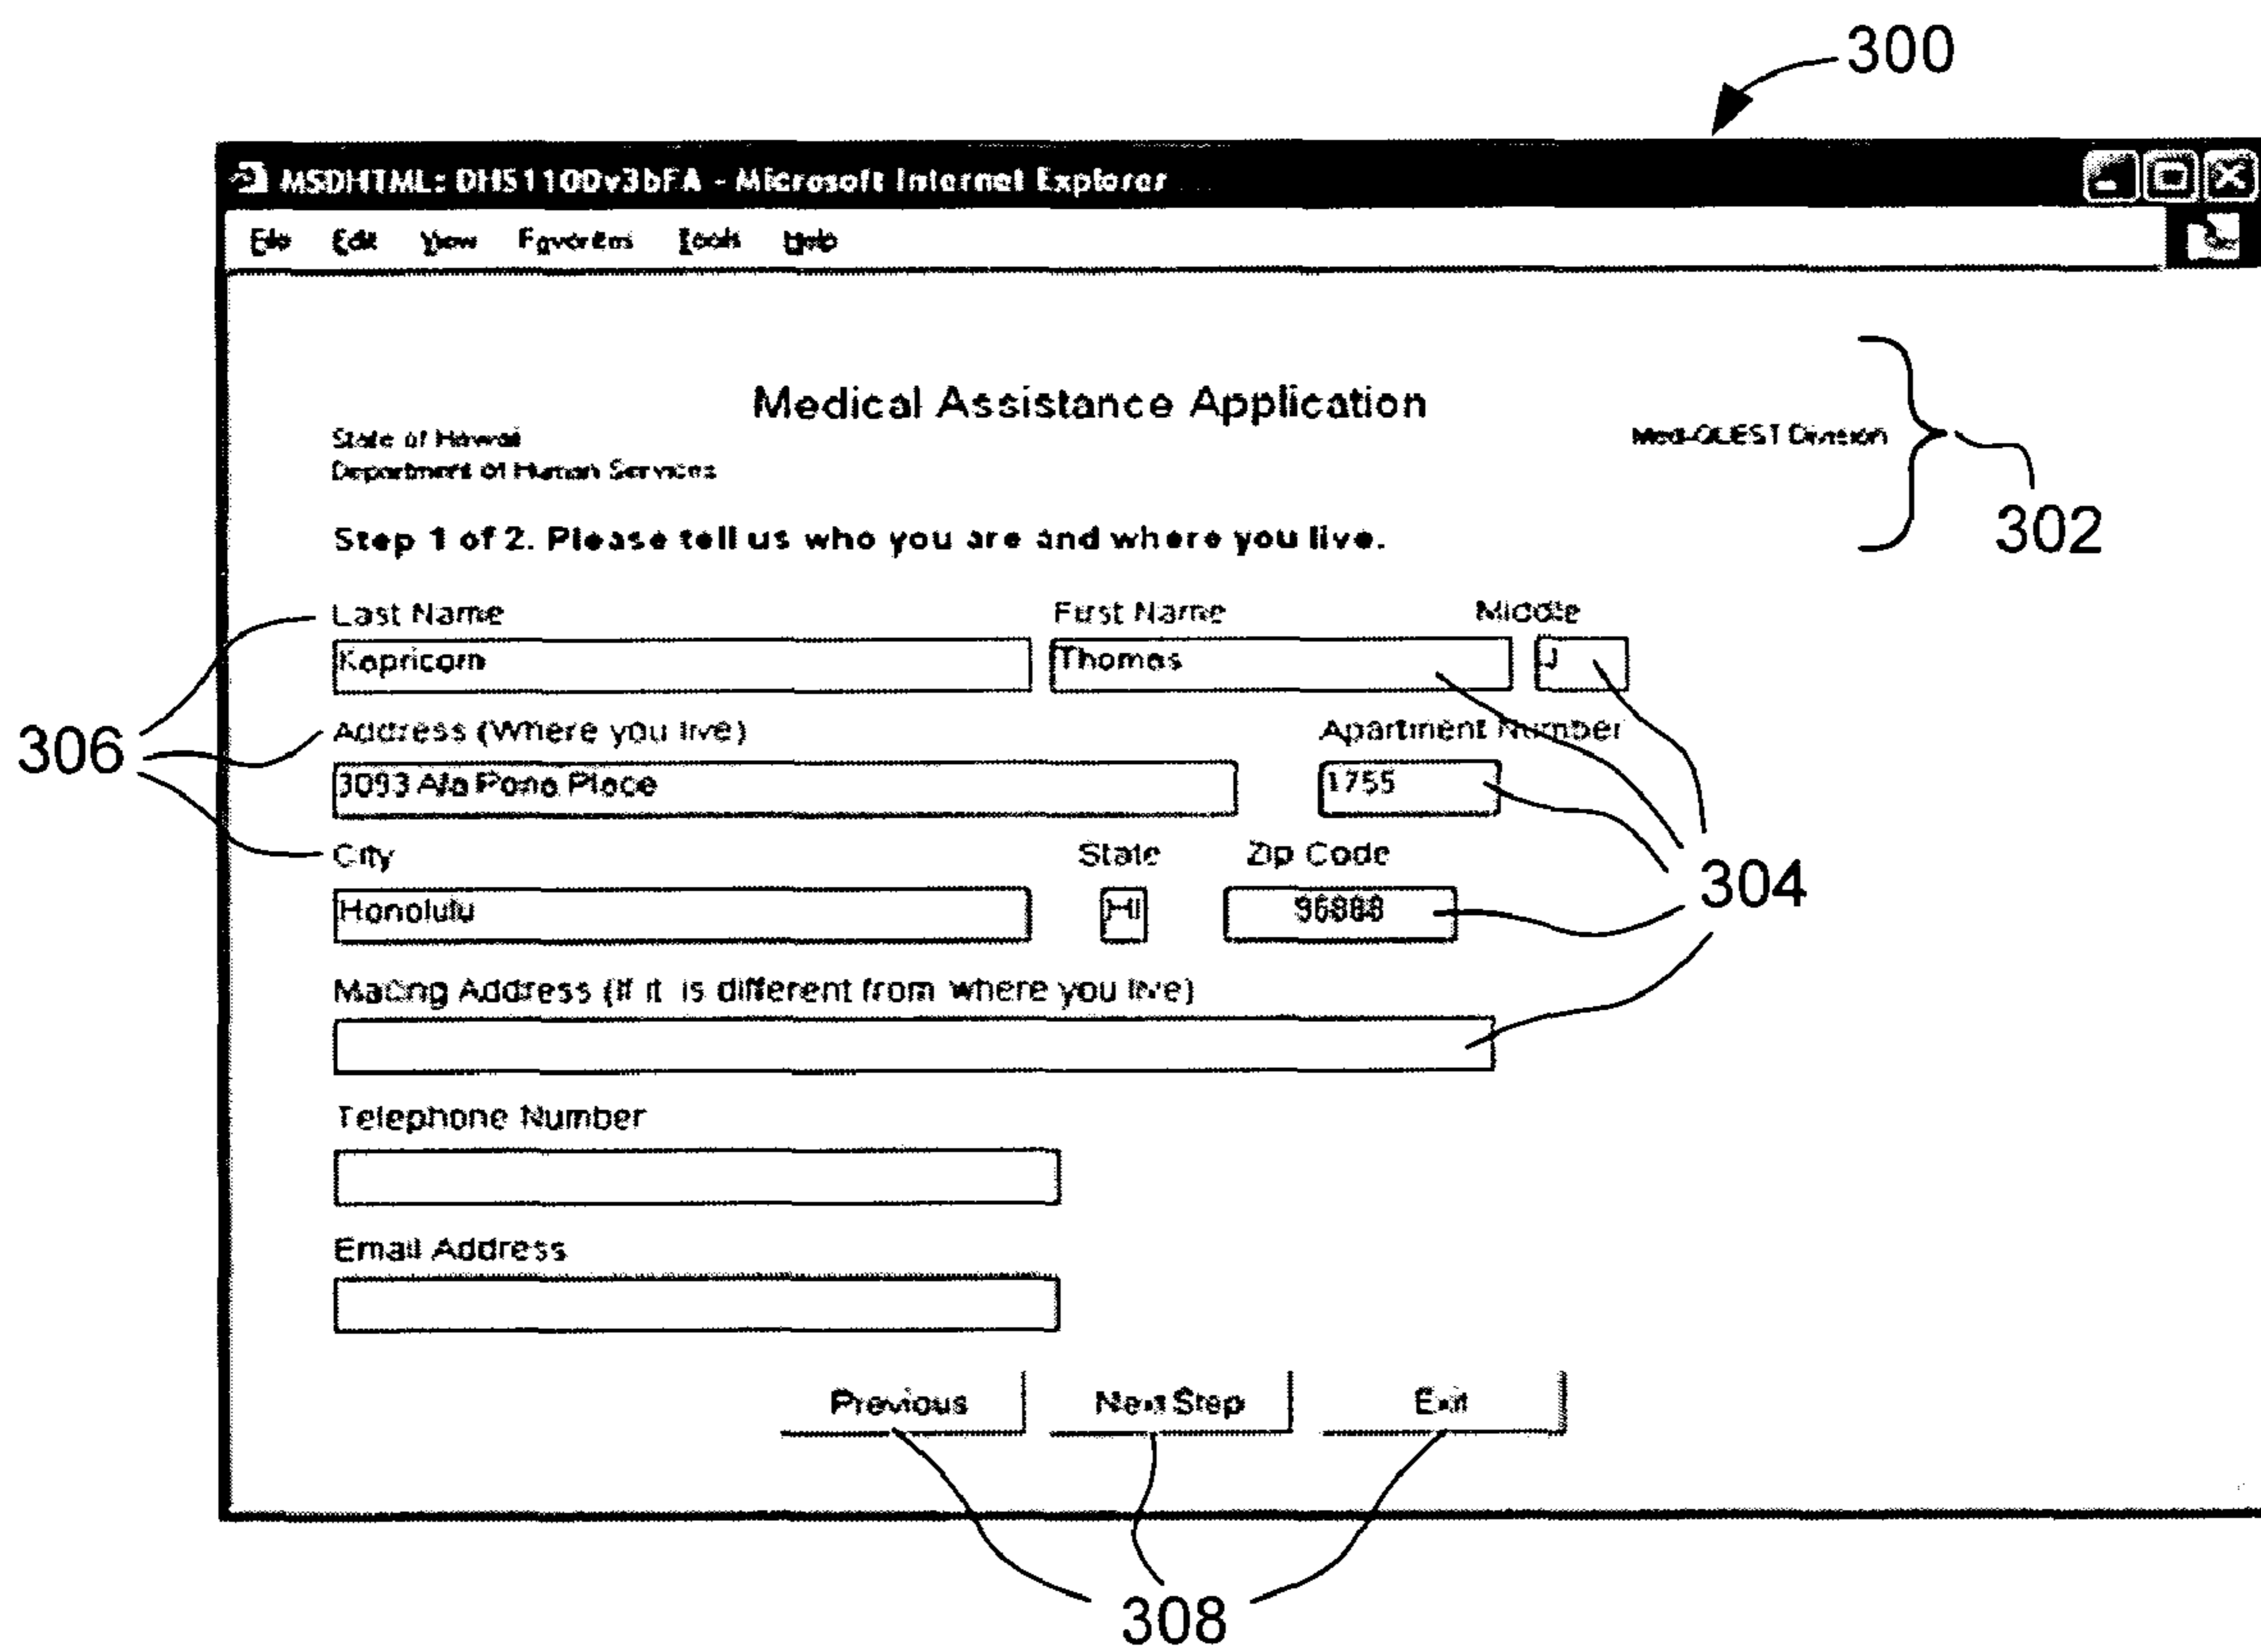 300
MSDHTML: DHS1100v3bFA - Microsoft Internet Explorer
File Edit View Favorites Tools Help
Medical Assistance Application
State of Hawaii
Med-QUEST Division
Department of Human Services
302
Step 1 of 2. Please tell us who you are and where you live.
Last Name First Name Middle
Kapricorn Thomas J
306
Address (Where you live) Apartment Number
3093 Ala Pona Place 1755
City State Zip Code
304
Honolulu HI 96888
Mailing Address (If it is different from where you live)
Telephone Number
Email Address
Previous Next Step Exit
308